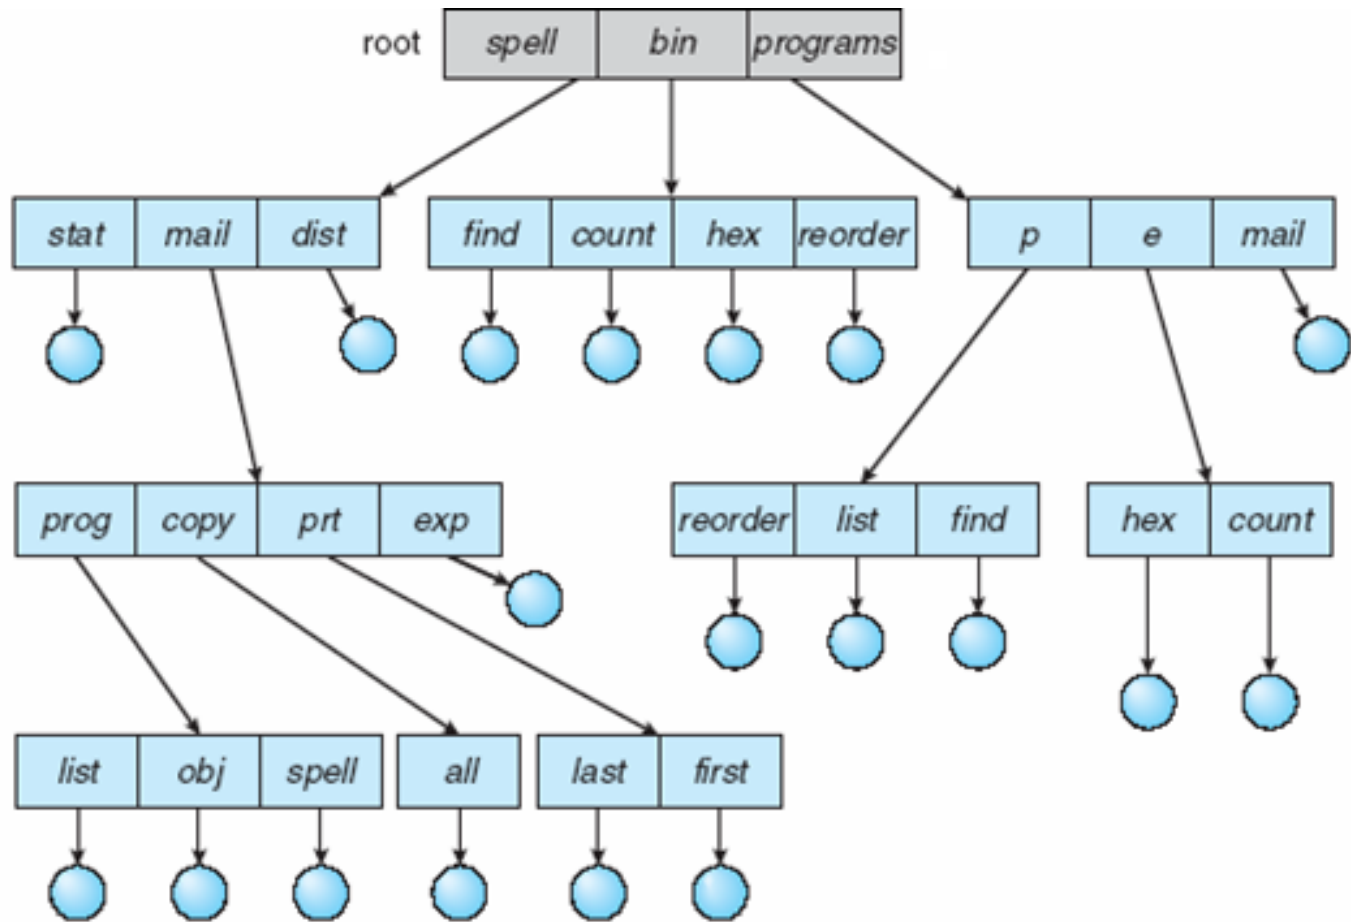 root spell bin programs
stat mail dist find count hex reorder p e mail
prog copy prt exp reorder list find hex count
list obj spell all last first